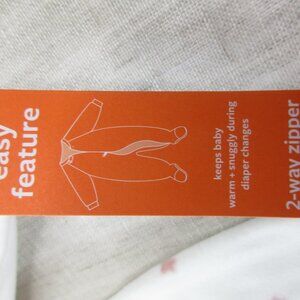 easy
feature
keeps baby
warm + snuggly during
diaper changes
2-way zipper